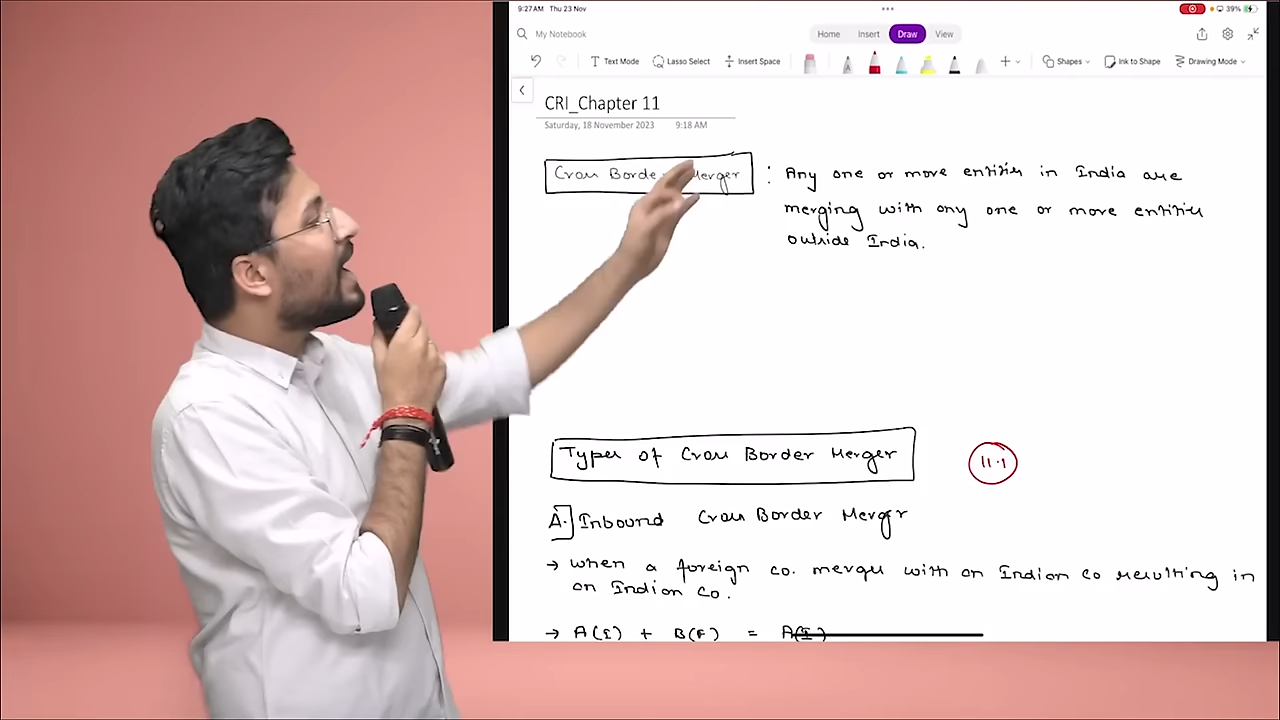 9:27 AM Thu 23 Nov
39%
My Notebook
Home Insert Draw View
Text Mode Lasso Select Insert Space Shapes Ink to Shape Drawing Mode
CRI_Chapter 11
Saturday, 18 November 2023 9:18 AM
Cross Border Merger : Any one or more entities in India are
merging with any one or more entities
outside India.
Types of Cross Border Merger 11.1
A.] Inbound Cross Border Merger
→ When a foreign co. merges with an Indian Co resulting in
an Indian Co.
→ A(I) + B(F) = A(I)